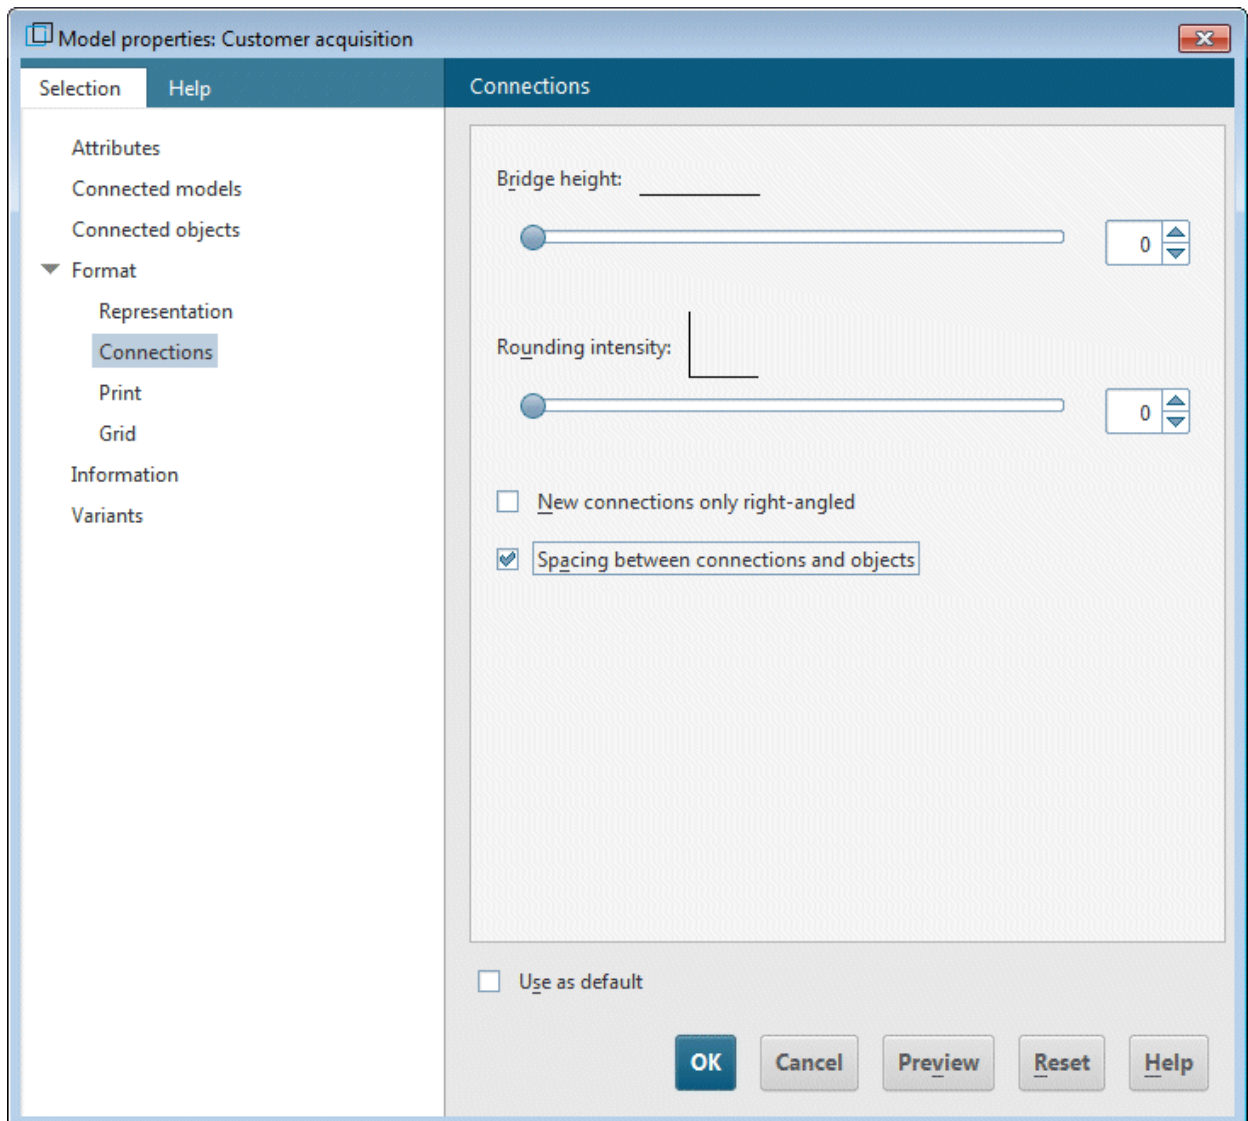 Model properties: Customer acquisition
Selection Help
Connections
Attributes
Connected models
Connected objects
Format
Representation
Connections
Print
Grid
Information
Variants
Bridge height:
0
Rounding intensity:
0
New connections only right-angled
Spacing between connections and objects
Use as default
OK Cancel Preview Reset Help